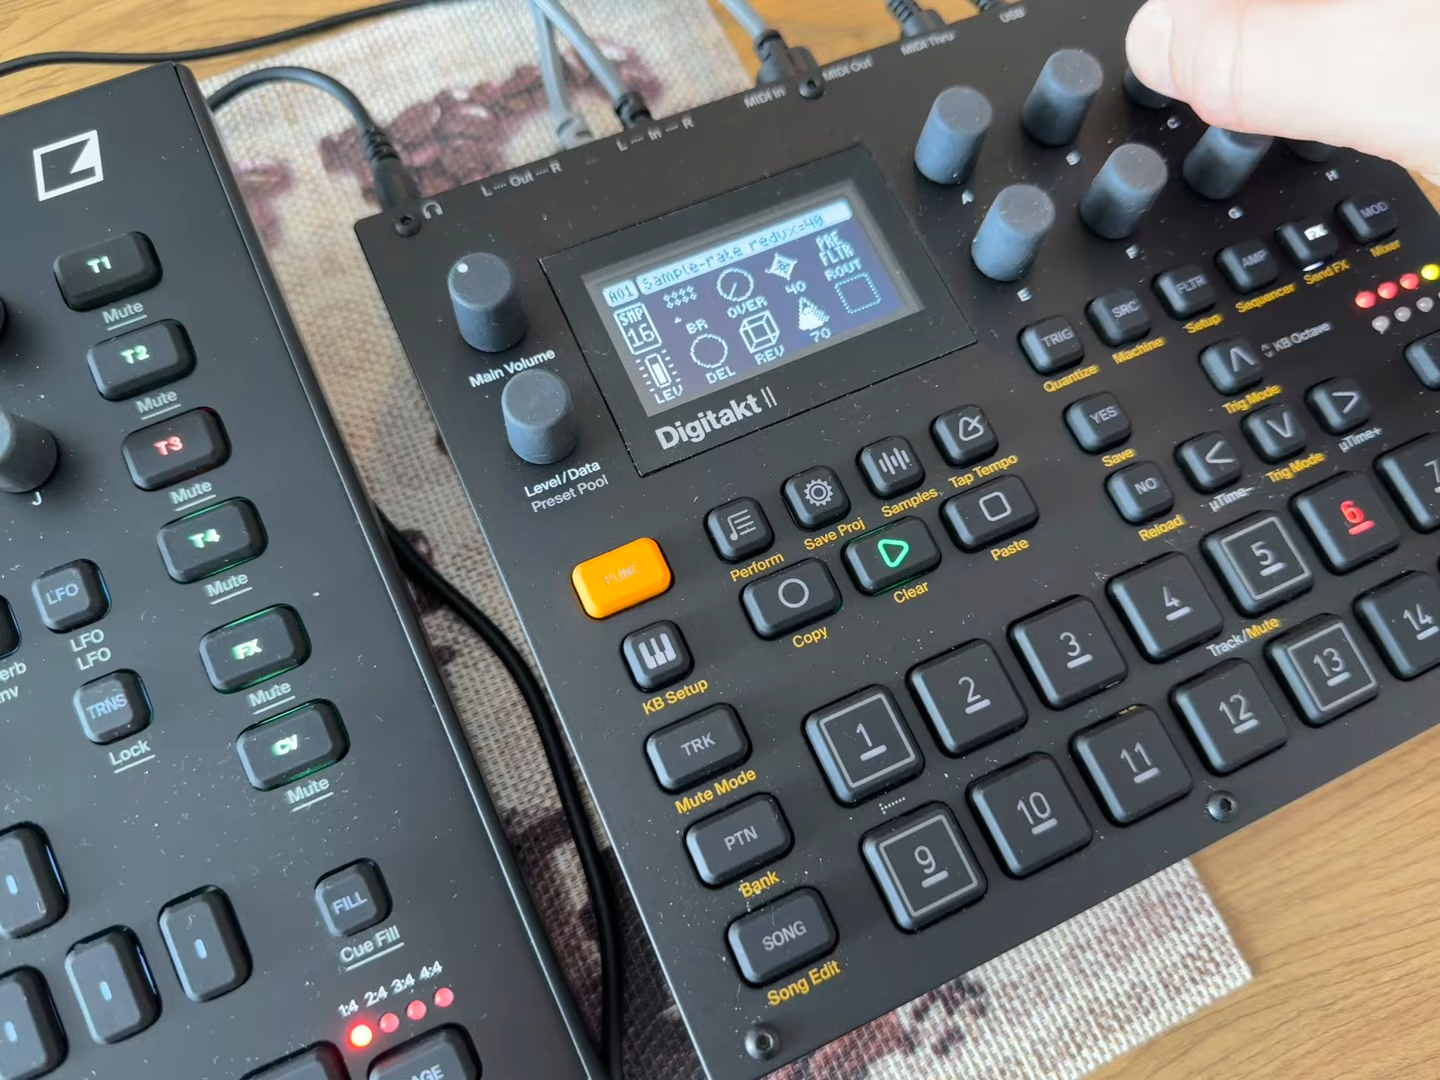 USB
MIDI Thru
MIDI Out
MIDI In
L In R
L Out R
A
B
C
E
F
G
H
J
Main Volume
Level/Data
Preset Pool
A01 Sample-rate redux=40
SMP
16
LEV
BR
OVER
40
PRE
FLTR
ROUT
DEL
REV
70
Digitakt II
TRIG
Quantize
SRC
Machine
FLTR
Setup
AMP
Sequencer
FX
Send FX
MOD
Mixer
KB Octave
YES
Save
NO
Reload
Trig Mode
Trig Mode
µTime-
µTime+
Tap Tempo
Samples
Save Proj
Perform
Copy
Clear
Paste
FUNC
KB Setup
TRK
Mute Mode
PTN
Bank
SONG
Song Edit
1
2
3
4
5
6
7
Track/Mute
9
10
11
12
13
14
T1
Mute
T2
Mute
T3
Mute
T4
Mute
FX
Mute
CV
Mute
LFO
LFO
LFO
TRNS
Lock
FILL
Cue Fill
1:4 2:4 3:4 4:4